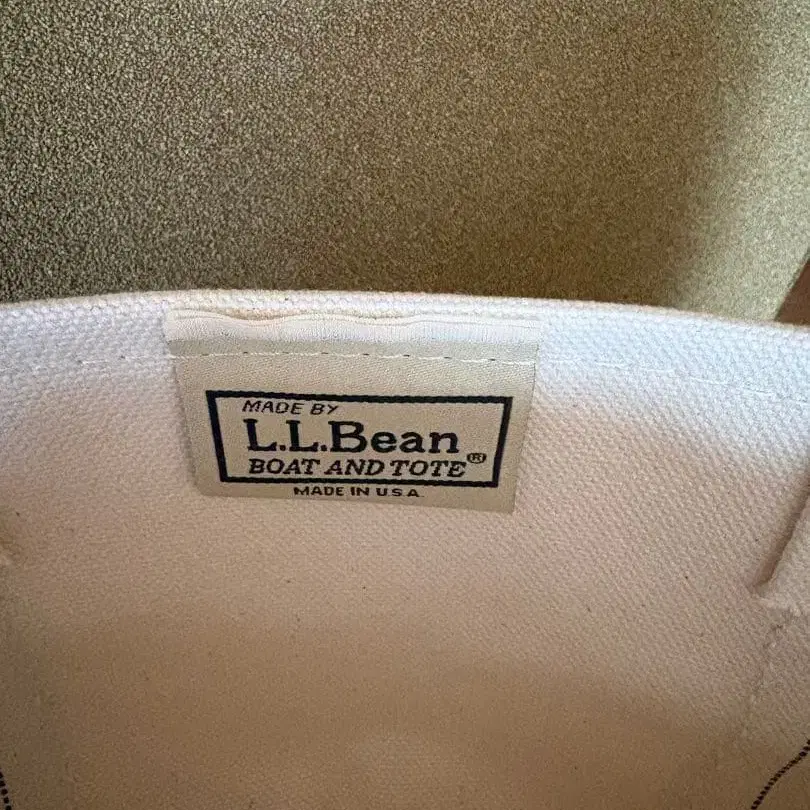 MADE BY
L.L.Bean
BOAT AND TOTE®
MADE IN U.S.A.